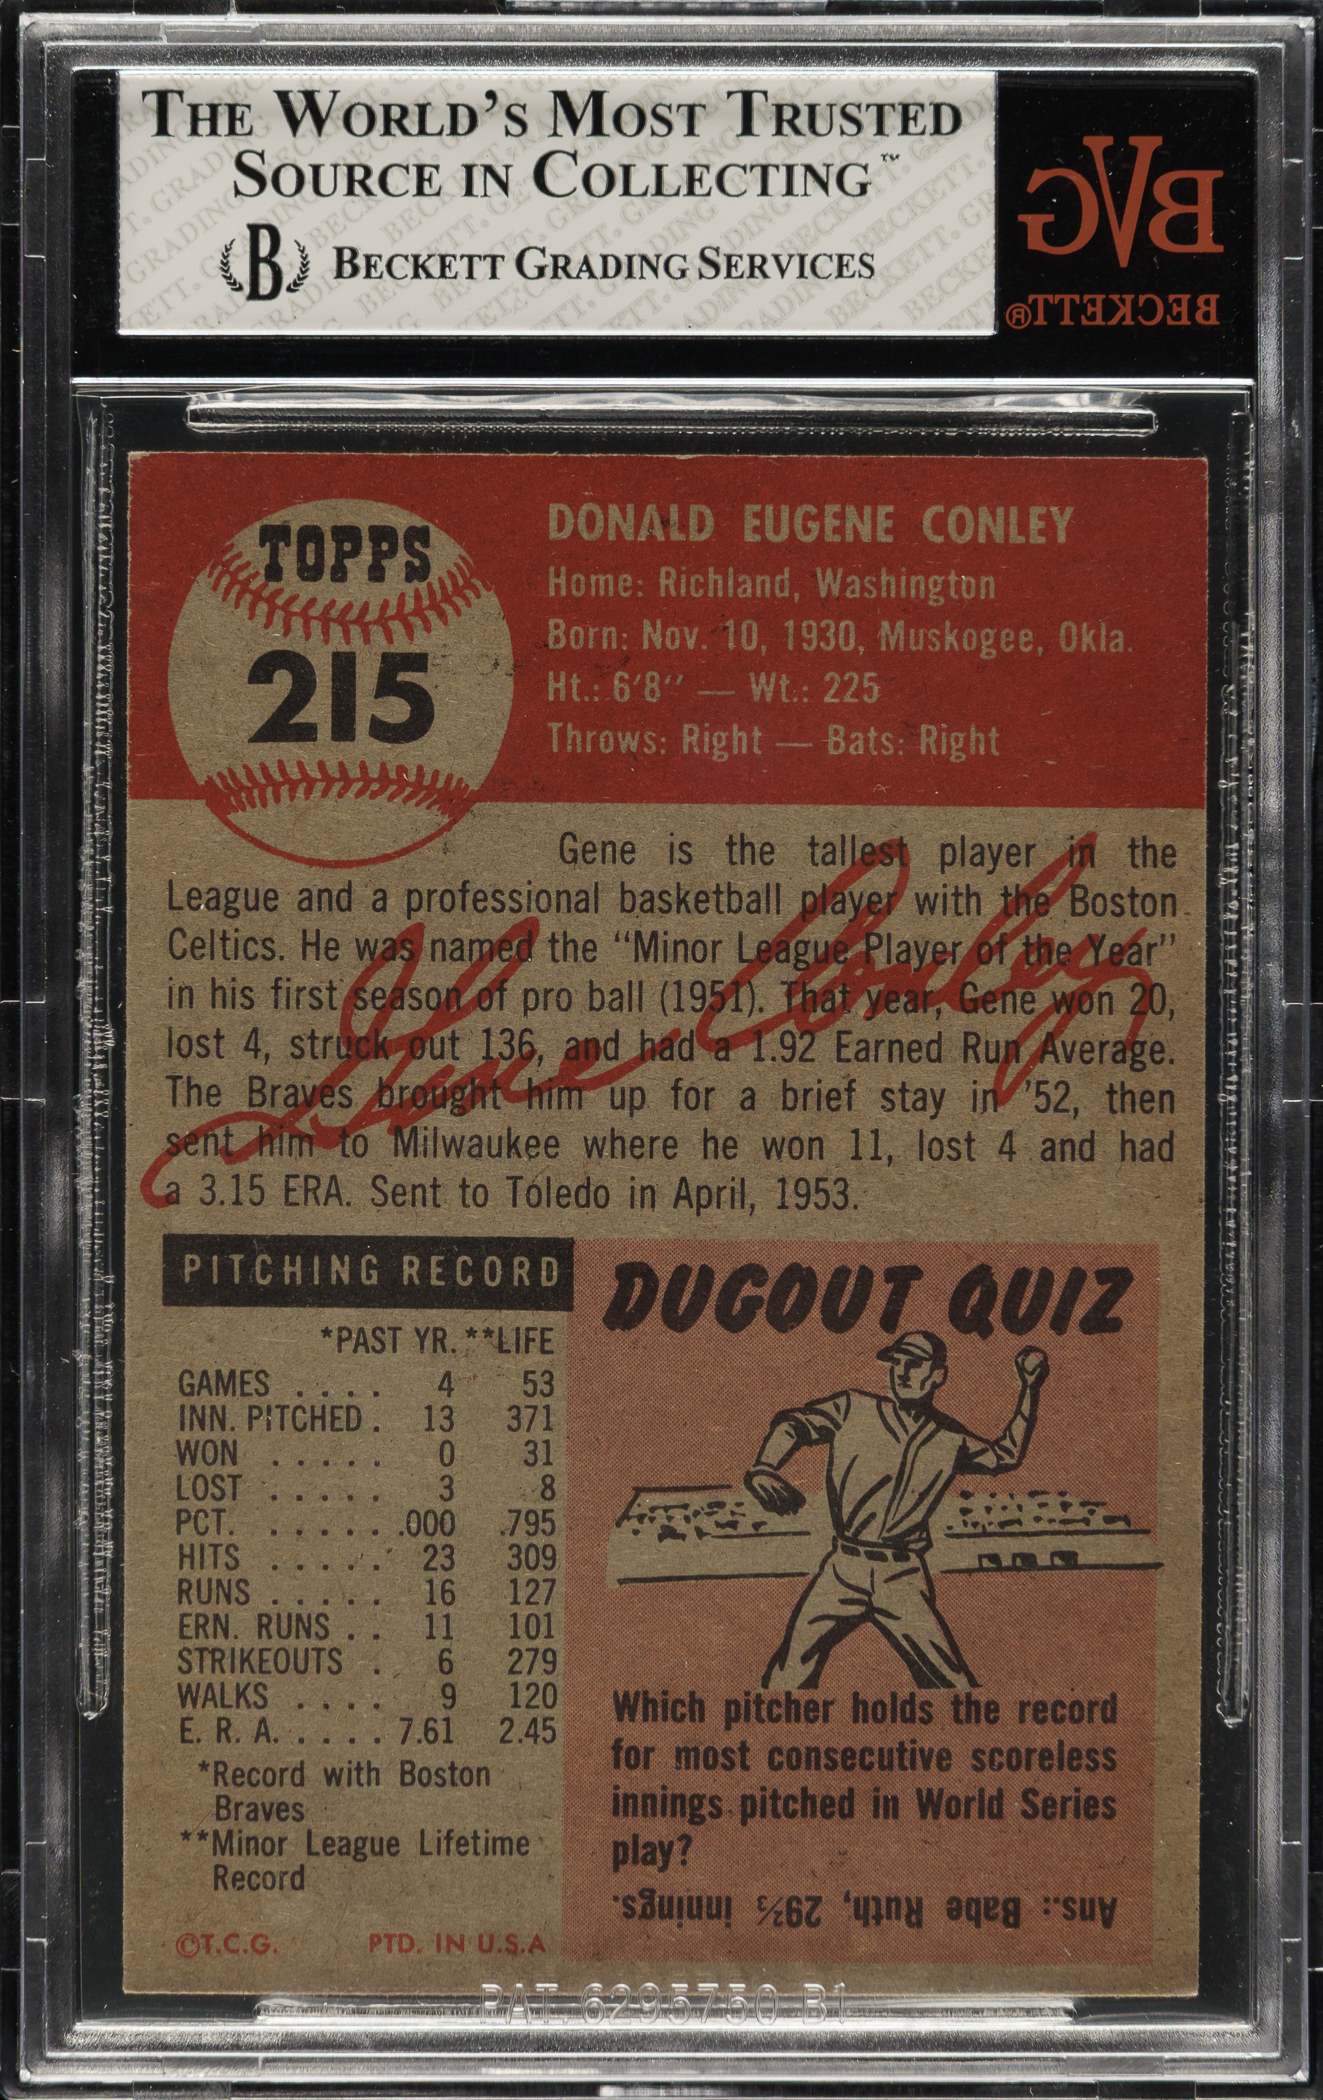 THE WORLD'S MOST TRUSTED
SOURCE IN COLLECTING™
B BECKETT GRADING SERVICES
BVG
BECKETT®
TOPPS
215
DONALD EUGENE CONLEY
Home: Richland, Washington
Born: Nov. 10, 1930, Muskogee, Okla.
Ht.: 6'8'' — Wt.: 225
Throws: Right — Bats: Right
Gene is the tallest player in the
League and a professional basketball player with the Boston
Celtics. He was named the "Minor League Player of the Year"
in his first season of pro ball (1951). That year, Gene won 20,
lost 4, struck out 136, and had a 1.92 Earned Run Average.
The Braves brought him up for a brief stay in '52, then
sent him to Milwaukee where he won 11, lost 4 and had
a 3.15 ERA. Sent to Toledo in April, 1953.
Gene Conley
PITCHING RECORD
*PAST YR. **LIFE
GAMES . . . . 4 53
INN. PITCHED . 13 371
WON . . . . . 0 31
LOST . . . . . 3 8
PCT. . . . . . .000 .795
HITS . . . . . 23 309
RUNS . . . . . 16 127
ERN. RUNS . . 11 101
STRIKEOUTS . 6 279
WALKS . . . . 9 120
E. R. A. . . . . 7.61 2.45
*Record with Boston
Braves
**Minor League Lifetime
Record
©T.C.G. PTD. IN U.S.A
DUGOUT QUIZ
Which pitcher holds the record
for most consecutive scoreless
innings pitched in World Series
play?
Ans.: Babe Ruth, 29⅔ innings.
PAT. 6295750 B1